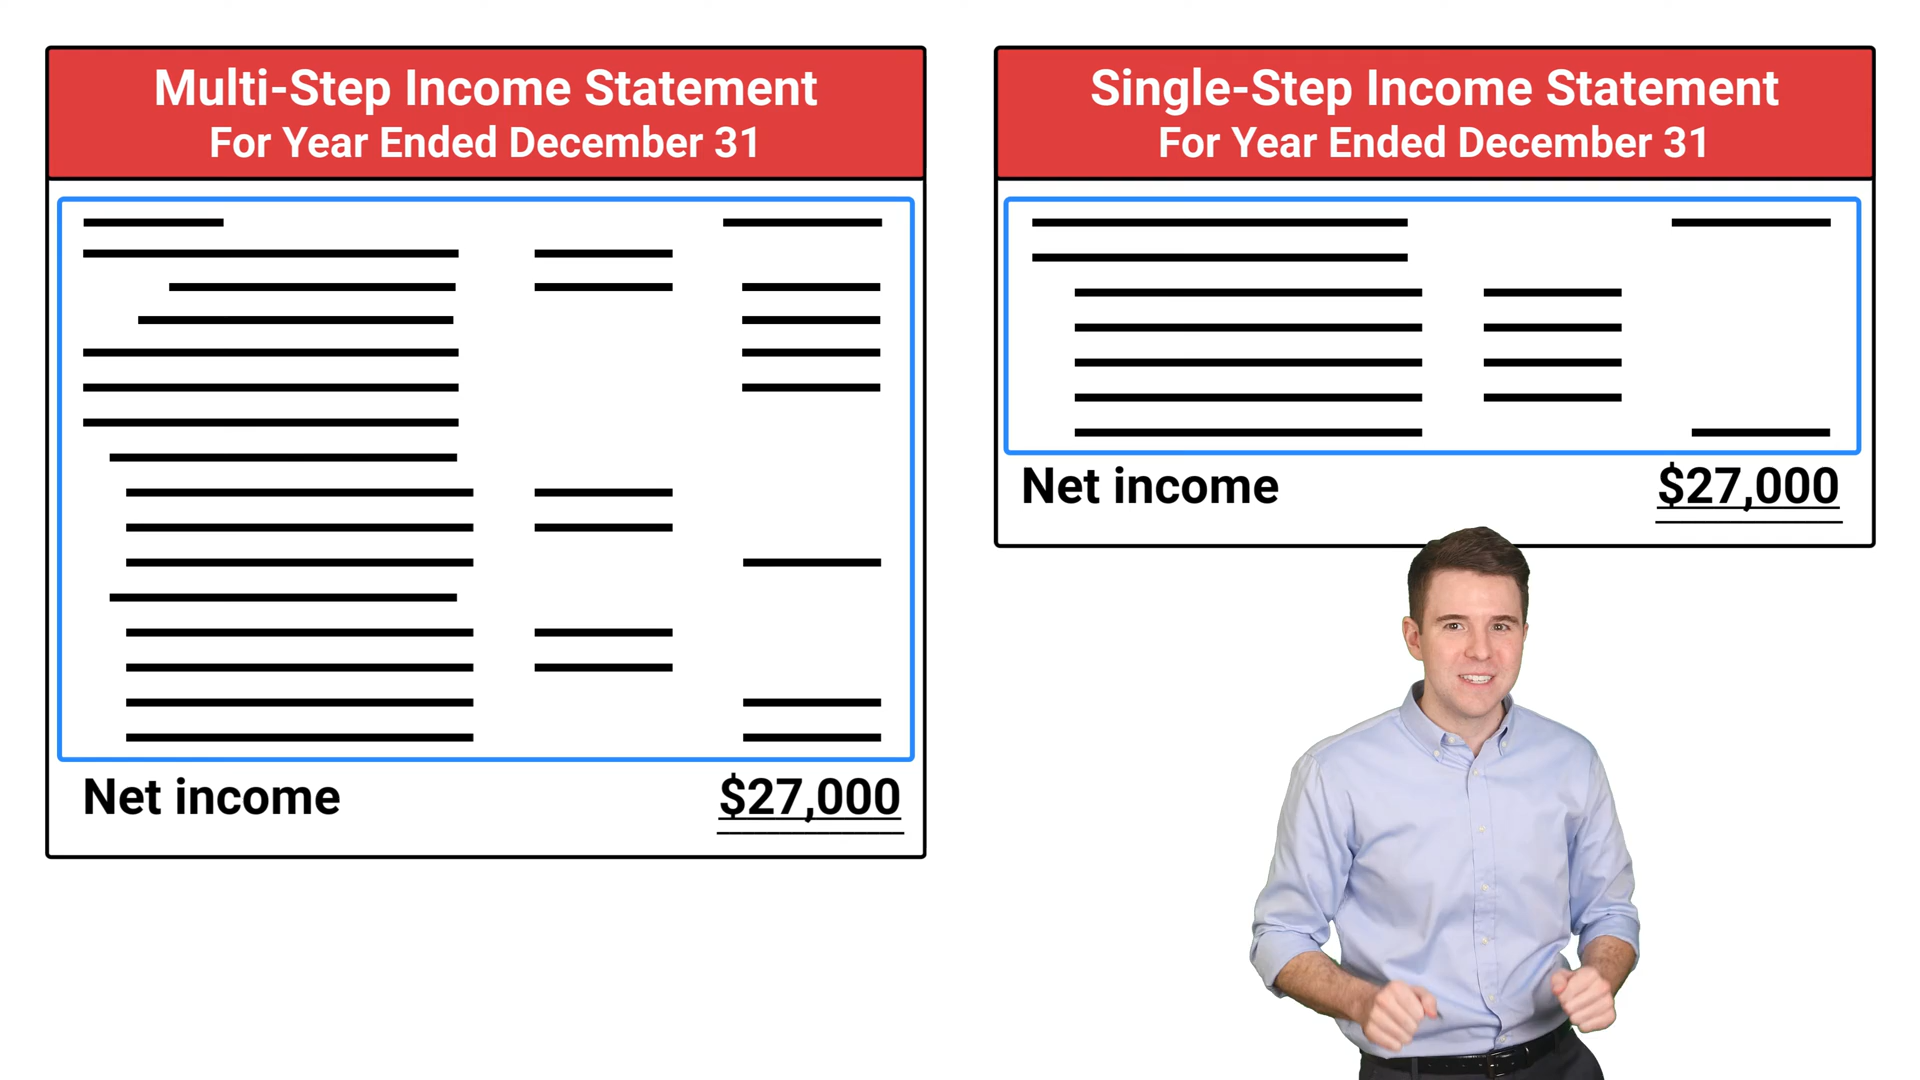 Multi-Step Income Statement
For Year Ended December 31
Net income $27,000
Single-Step Income Statement
For Year Ended December 31
Net income $27,000